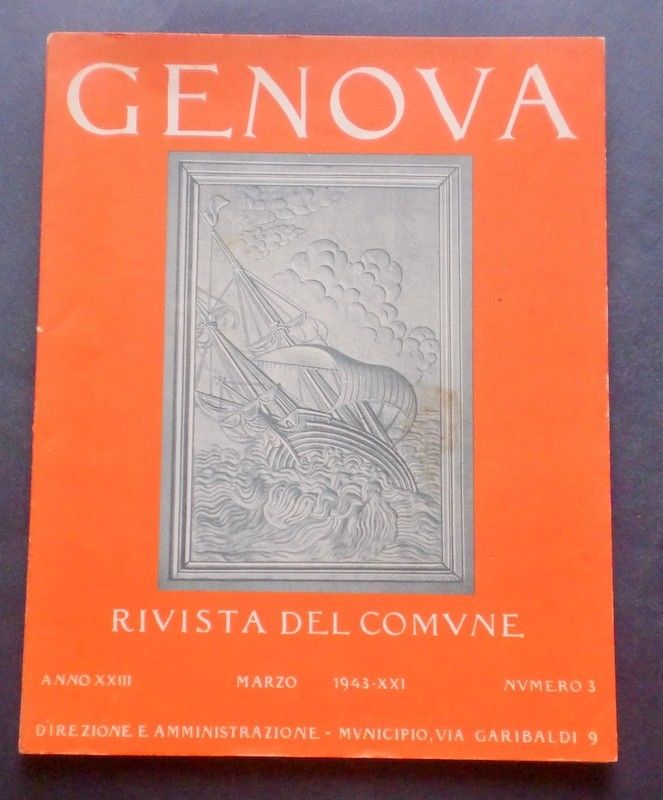 GENOVA
RIVISTA DEL COMVNE
ANNO XXIII MARZO 1943-XXI NVMERO 3
DIREZIONE E AMMINISTRAZIONE - MVNICIPIO, VIA GARIBALDI 9